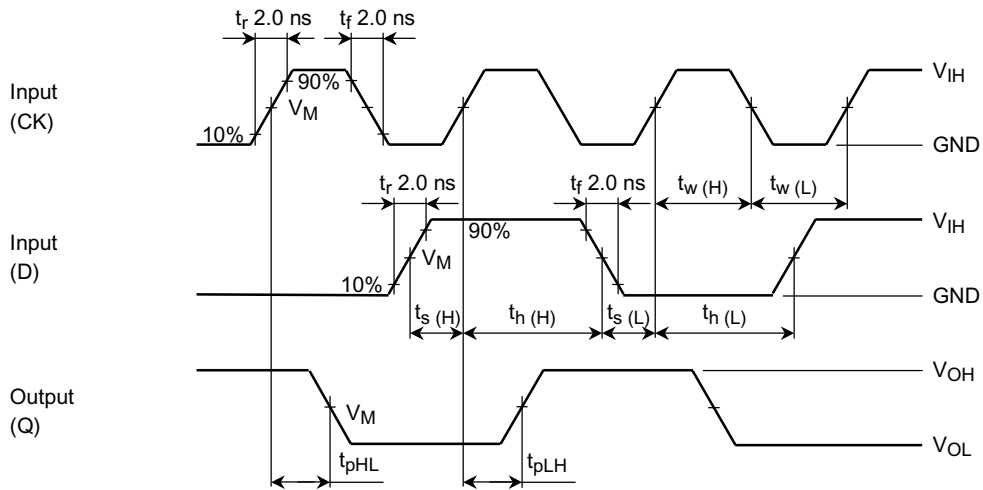 tr 2.0 ns
tf 2.0 ns
Input
(CK)
10%
90%
VM
VIH
GND
tr 2.0 ns
tf 2.0 ns
tw (H)
tw (L)
Input
(D)
10%
90%
VM
VIH
GND
ts (H)
th (H)
ts (L)
th (L)
Output
(Q)
VM
VOH
VOL
tpHL
tpLH